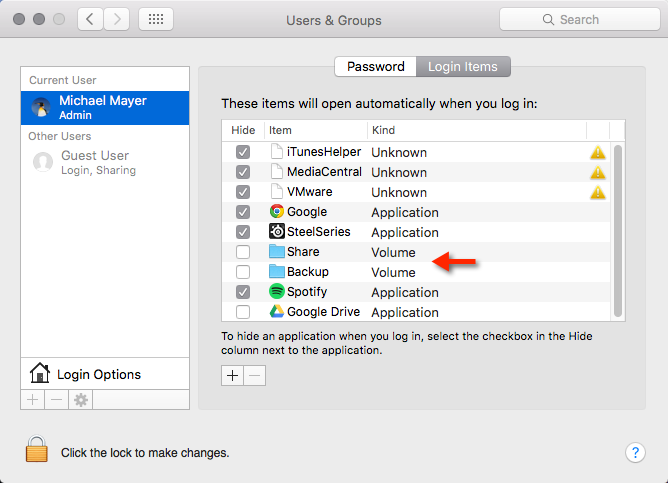 Users & Groups
Search
Password
Login Items
Current User
Michael Mayer
Admin
Other Users
Guest User
Login, Sharing
Login Options
These items will open automatically when you log in:
Hide Item Kind
iTunesHelper Unknown
MediaCentral Unknown
VMware Unknown
Google Application
SteelSeries Application
Share Volume
Backup Volume
Spotify Application
Google Drive Application
To hide an application when you log in, select the checkbox in the Hide
column next to the application.
Click the lock to make changes.
?